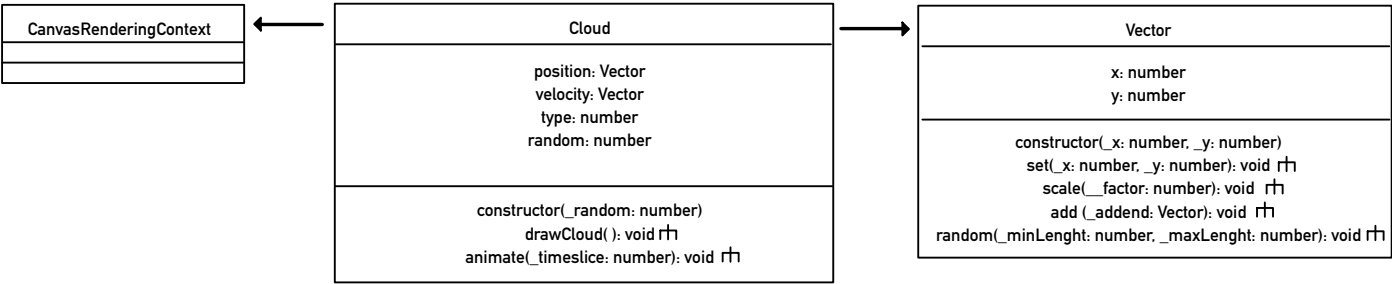 CanvasRenderingContext
Cloud
position: Vector
velocity: Vector
type: number
random: number
constructor(_random: number)
drawCloud( ): void
animate(_timeslice: number): void
Vector
x: number
y: number
constructor(_x: number, _y: number)
set(_x: number, _y: number): void
scale(__factor: number): void
add (_addend: Vector): void
random(_minLenght: number, _maxLenght: number): void